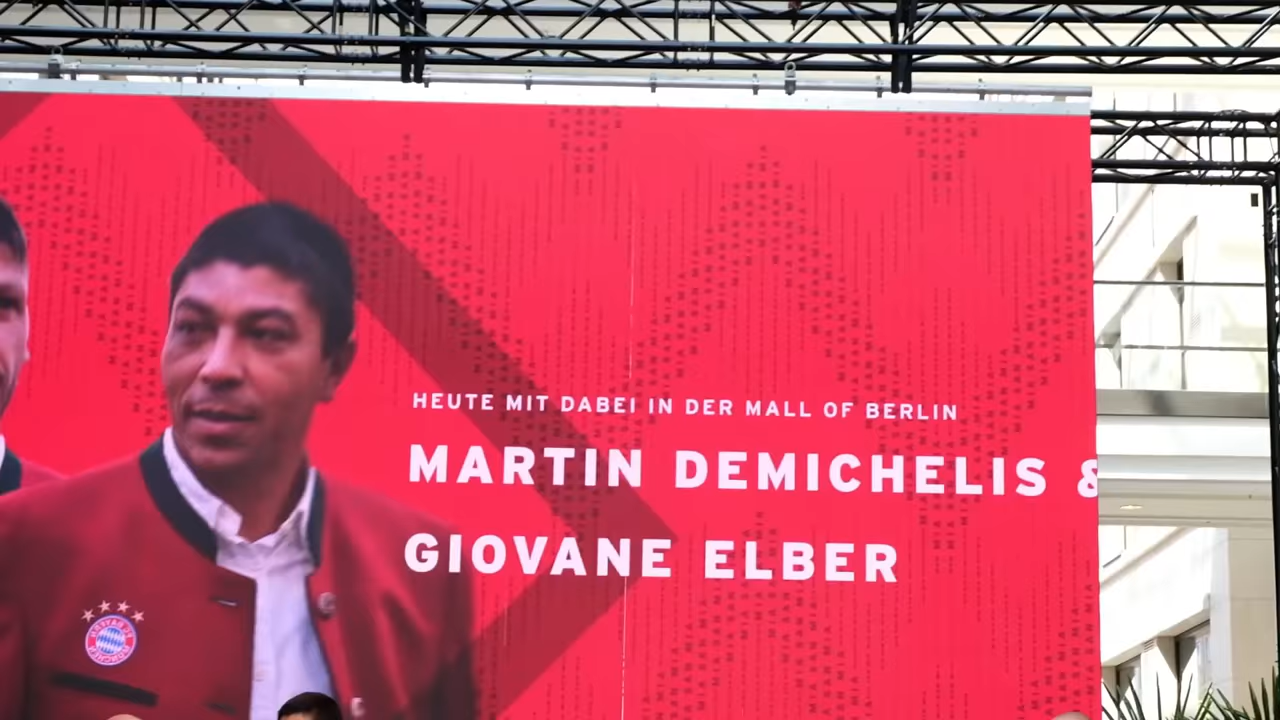 HEUTE MIT DABEI IN DER MALL OF BERLIN
MARTIN DEMICHELIS &
GIOVANE ELBER